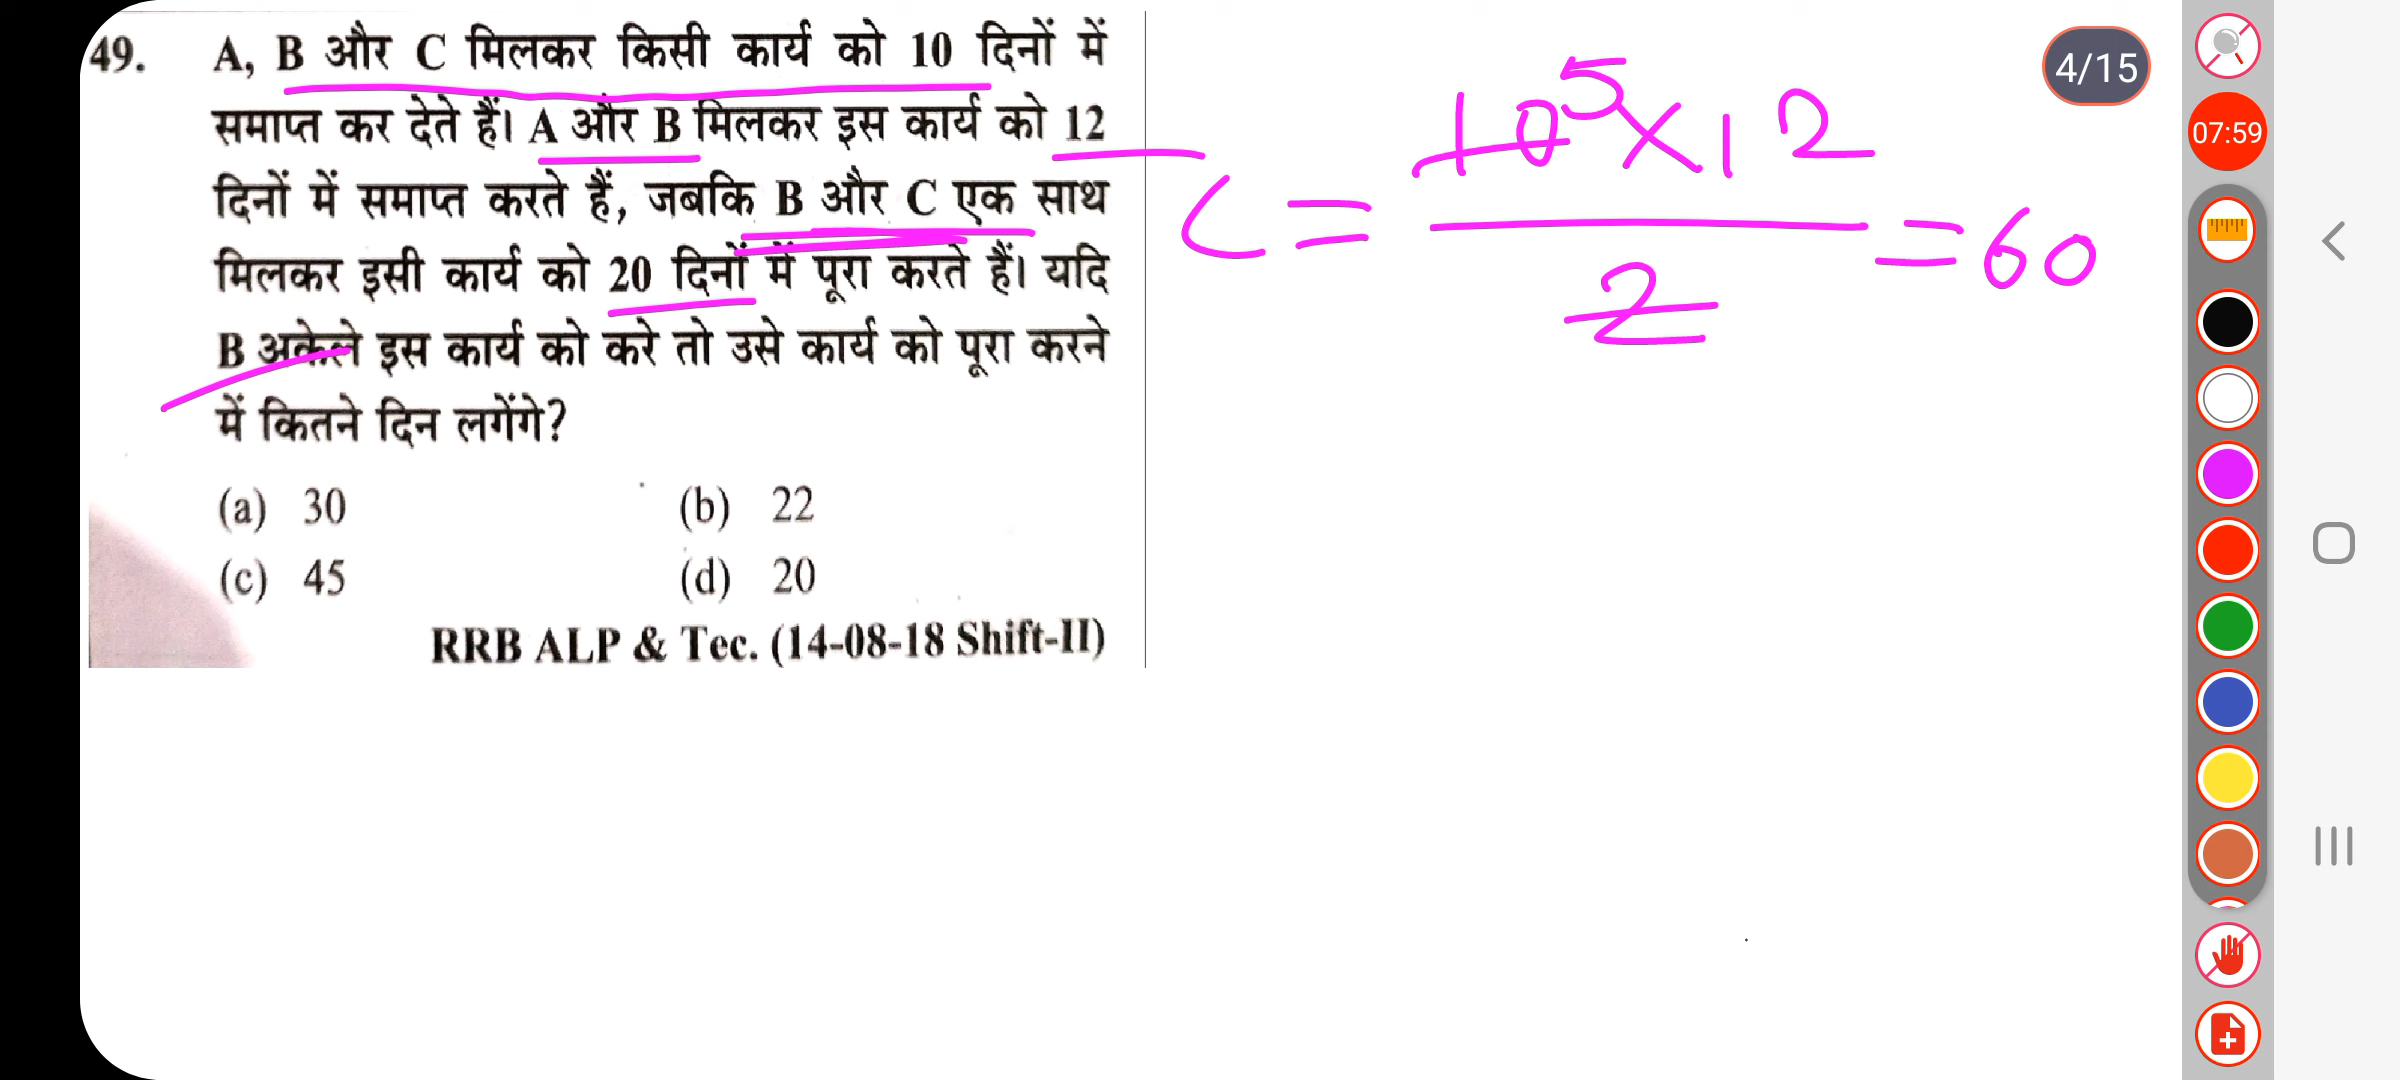 49. A, B और C मिलकर किसी कार्य को 10 दिनों में
समाप्त कर देते हैं। A और B मिलकर इस कार्य को 12
दिनों में समाप्त करते हैं, जबकि B और C एक साथ
मिलकर इसी कार्य को 20 दिनों में पूरा करते हैं। यदि
B अकेले इस कार्य को करे तो उसे कार्य को पूरा करने
में कितने दिन लगेंगे?
(a) 30 (b) 22
(c) 45 (d) 20
RRB ALP & Tec. (14-08-18 Shift-II)
10 5 x 12
C = = 60
2
4/15
07:59